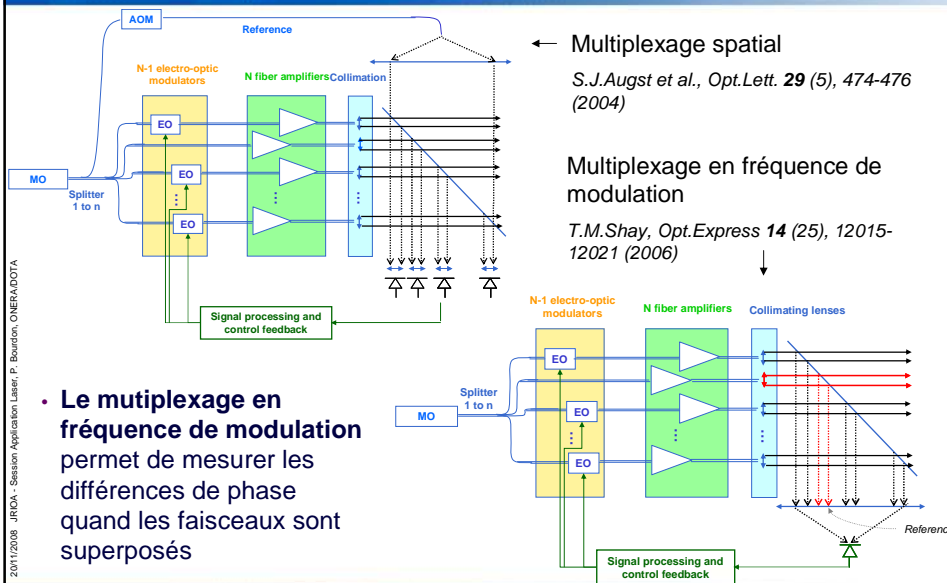 AOM
Reference
N-1 electro-optic
modulators
N fiber amplifiers
Collimation
EO
EO
EO
MO
Splitter
1 to n
Signal processing and
control feedback
Multiplexage spatial
S.J.Augst et al., Opt.Lett. 29 (5), 474-476
(2004)
Multiplexage en fréquence de
modulation
T.M.Shay, Opt.Express 14 (25), 12015-
12021 (2006)
• Le mutiplexage en
fréquence de modulation
permet de mesurer les
différences de phase
quand les faisceaux sont
superposés
N-1 electro-optic
modulators
N fiber amplifiers
Collimating lenses
EO
EO
EO
MO
Splitter
1 to n
Referenc
Signal processing and
control feedback
20/11/2008 JRIOA - Session Application Laser, P. Bourdon, ONERA/DOTA